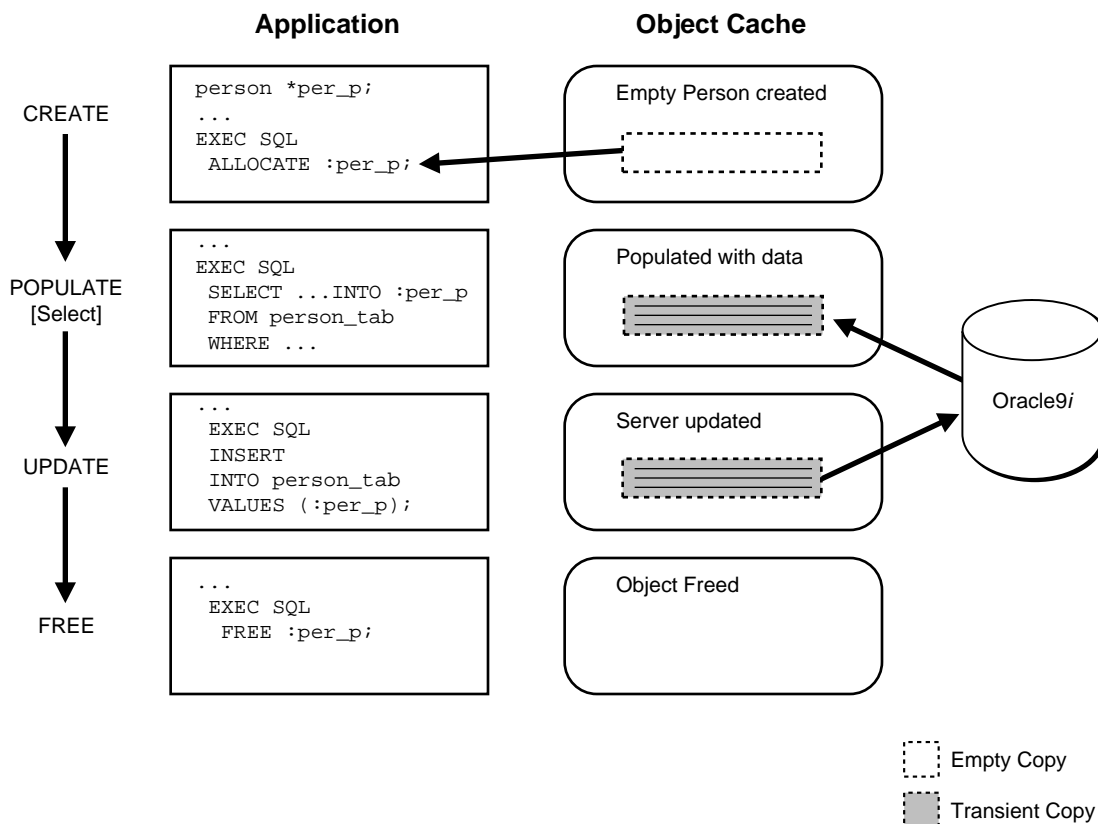 Application
Object Cache
CREATE
person *per_p;
...
EXEC SQL
ALLOCATE :per_p;
Empty Person created
POPULATE
[Select]
...
EXEC SQL
SELECT ...INTO :per_p
FROM person_tab
WHERE ...
Populated with data
Oracle9i
UPDATE
...
EXEC SQL
INSERT
INTO person_tab
VALUES (:per_p);
Server updated
FREE
...
EXEC SQL
FREE :per_p;
Object Freed
Empty Copy
Transient Copy